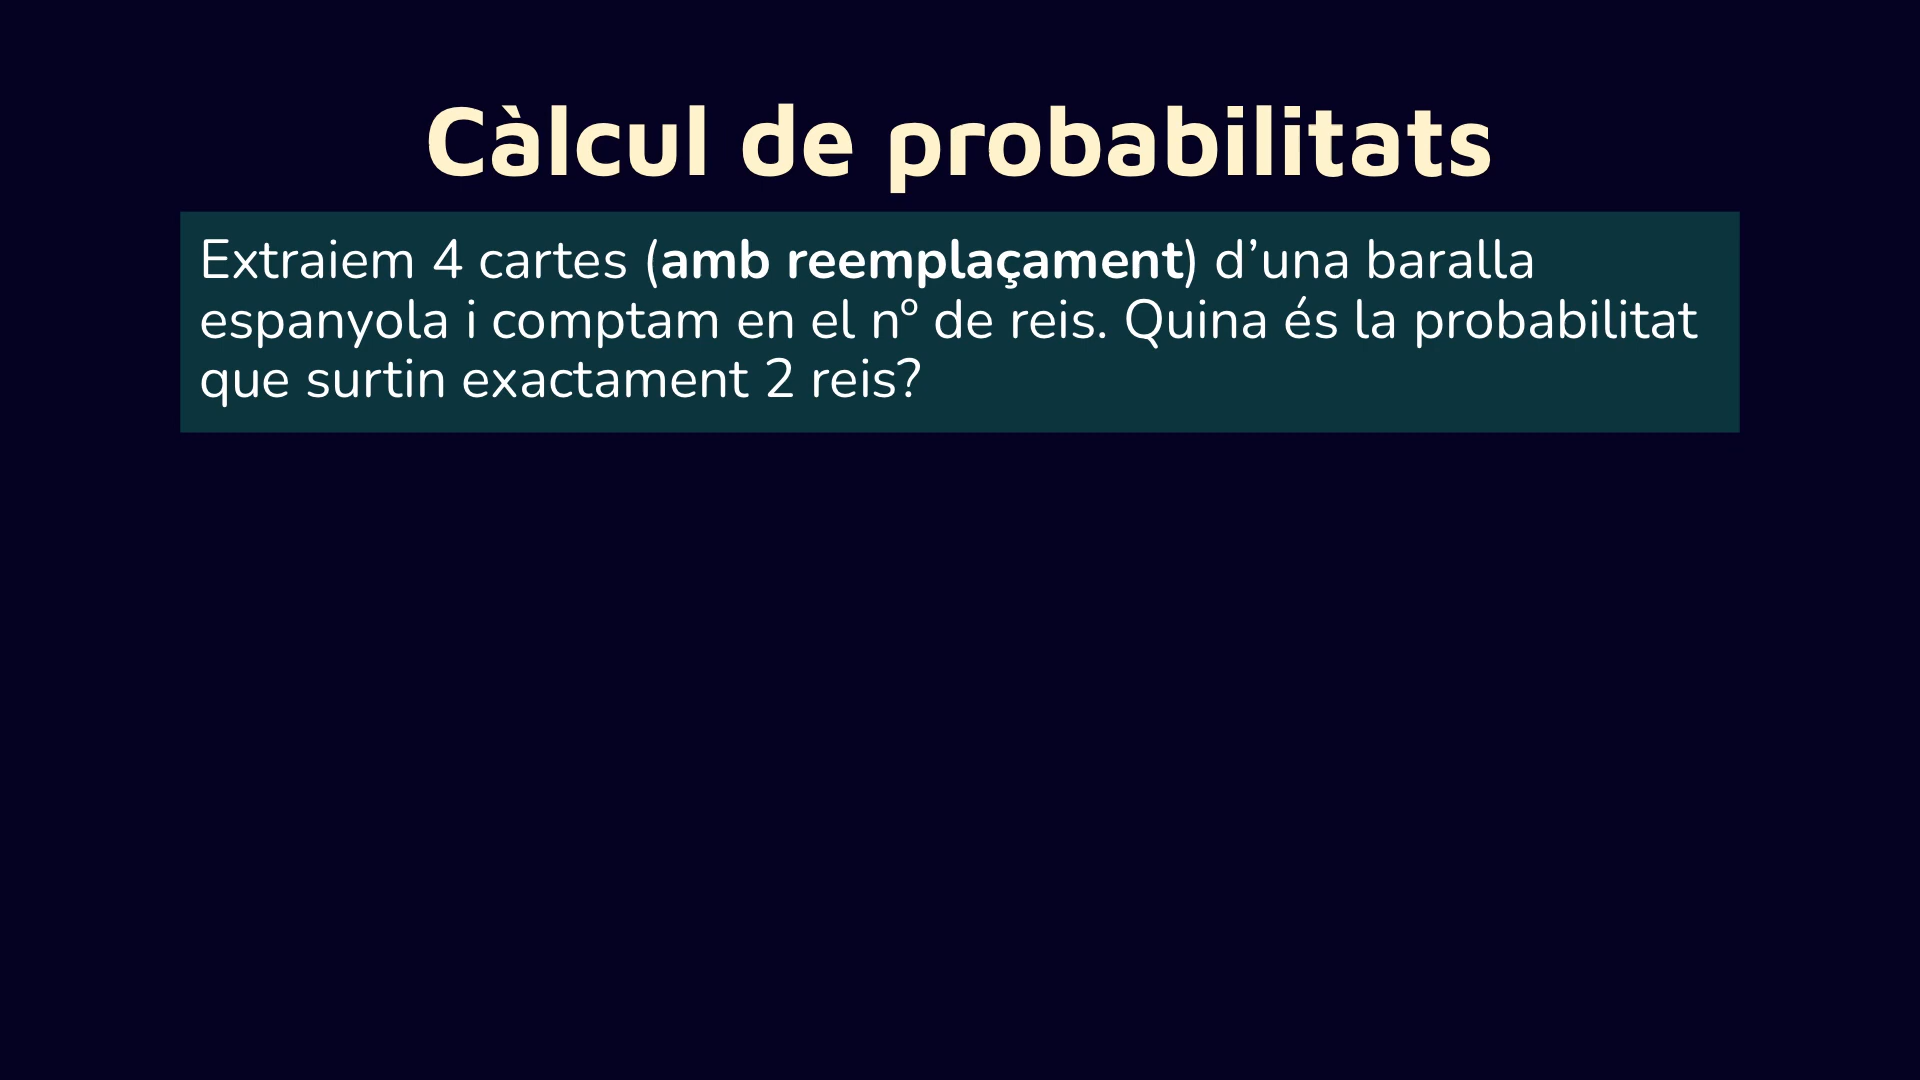 Càlcul de probabilitats
Extraiem 4 cartes (amb reemplaçament) d’una baralla
espanyola i comptam en el nº de reis. Quina és la probabilitat
que surtin exactament 2 reis?